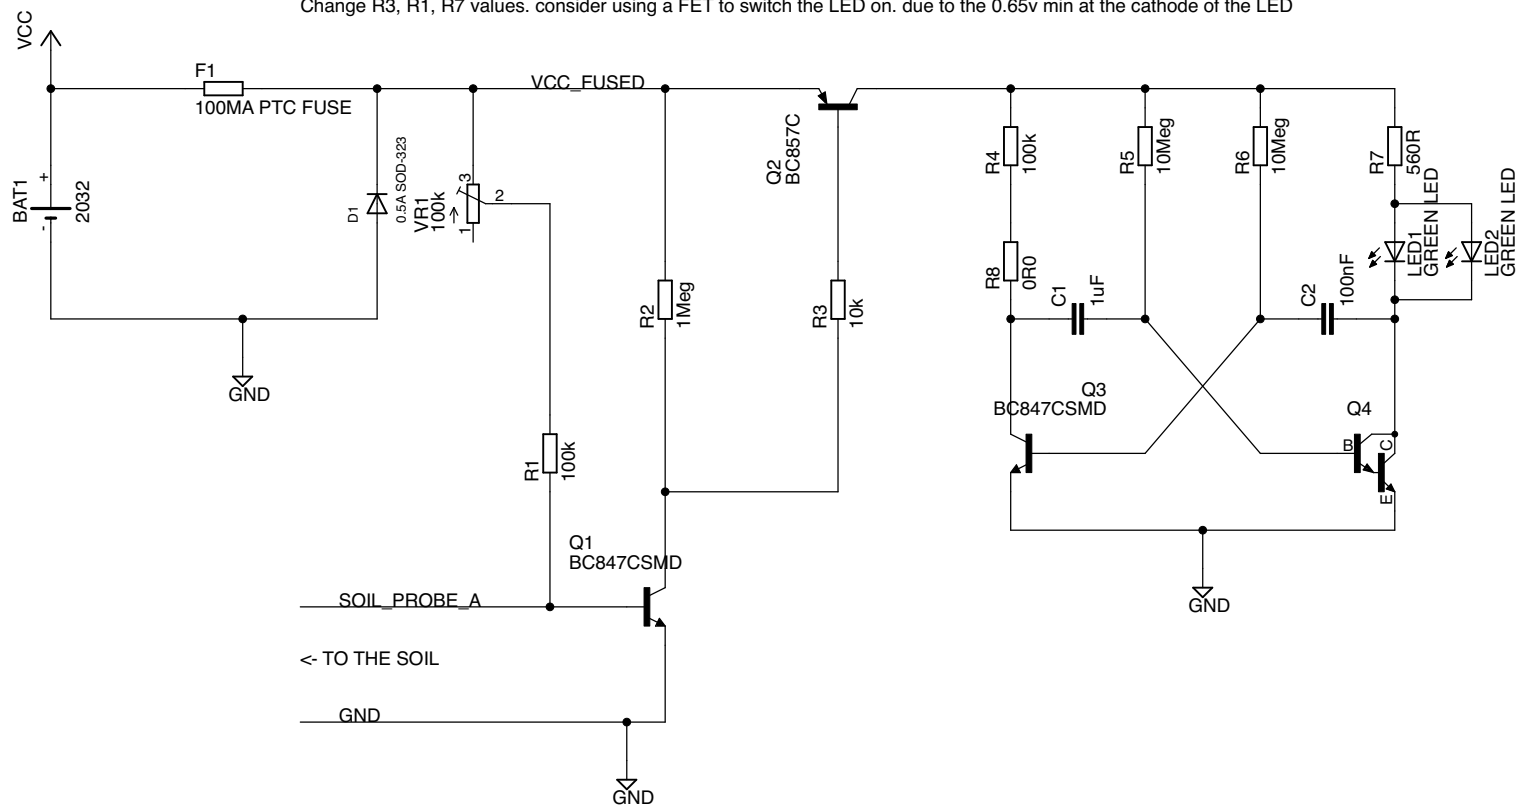 Change R3, R1, R7 values. consider using a FET to switch the LED on. due to the 0.65v min at the cathode of the LED
VCC
F1
100MA PTC FUSE
VCC_FUSED
BAT1
2032
+
-
GND
D1
0.5A SOD-323
VR1
100k
3
2
1
R1
100k
R2
1Meg
Q2
BC857C
R3
10k
R4
100k
R8
0R0
C1
1uF
R5
10Meg
R6
10Meg
C2
100nF
R7
560R
LED1
GREEN LED
LED2
GREEN LED
Q3
BC847CSMD
Q4
B
C
E
GND
Q1
BC847CSMD
SOIL_PROBE_A
<- TO THE SOIL
GND
GND